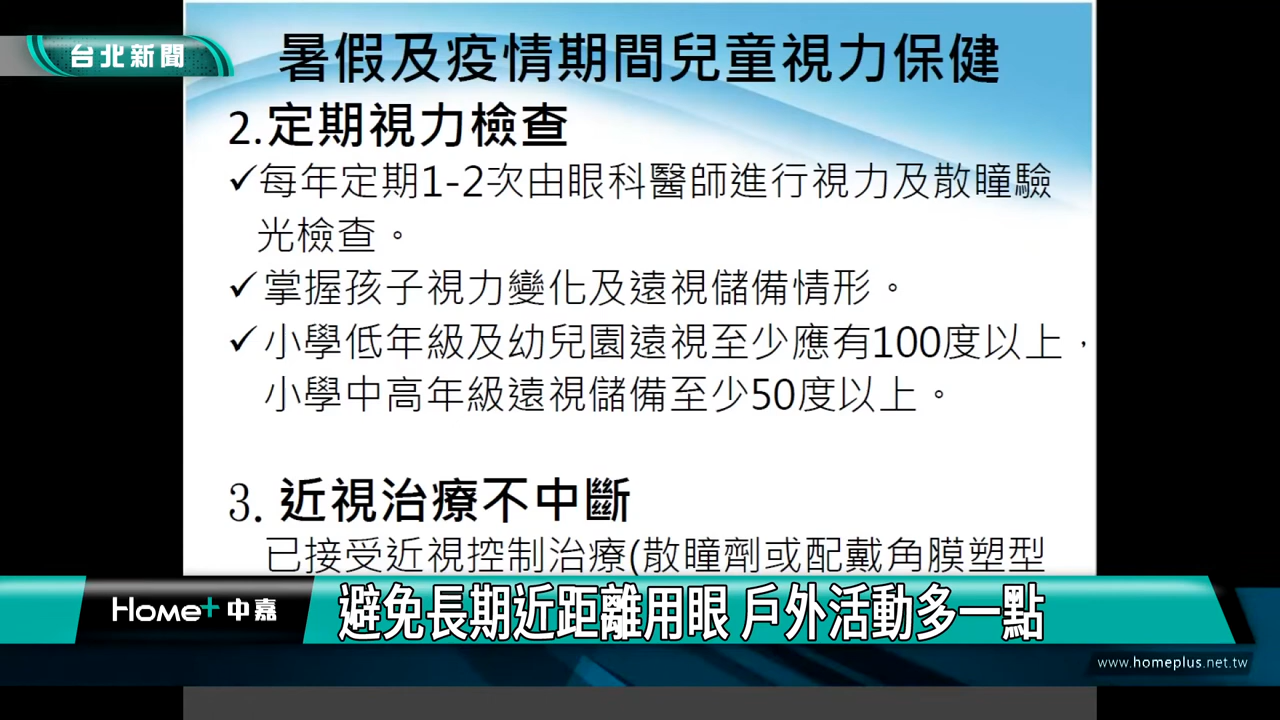 台北新聞
暑假及疫情期間兒童視力保健
2.定期視力檢查
✓每年定期1-2次由眼科醫師進行視力及散瞳驗
光檢查。
✓掌握孩子視力變化及遠視儲備情形。
✓小學低年級及幼兒園遠視至少應有100度以上，
小學中高年級遠視儲備至少50度以上。
3. 近視治療不中斷
已接受近視控制治療(散瞳劑或配戴角膜塑型
Home+中嘉
避免長期近距離用眼 戶外活動多一點
www.homeplus.net.tw